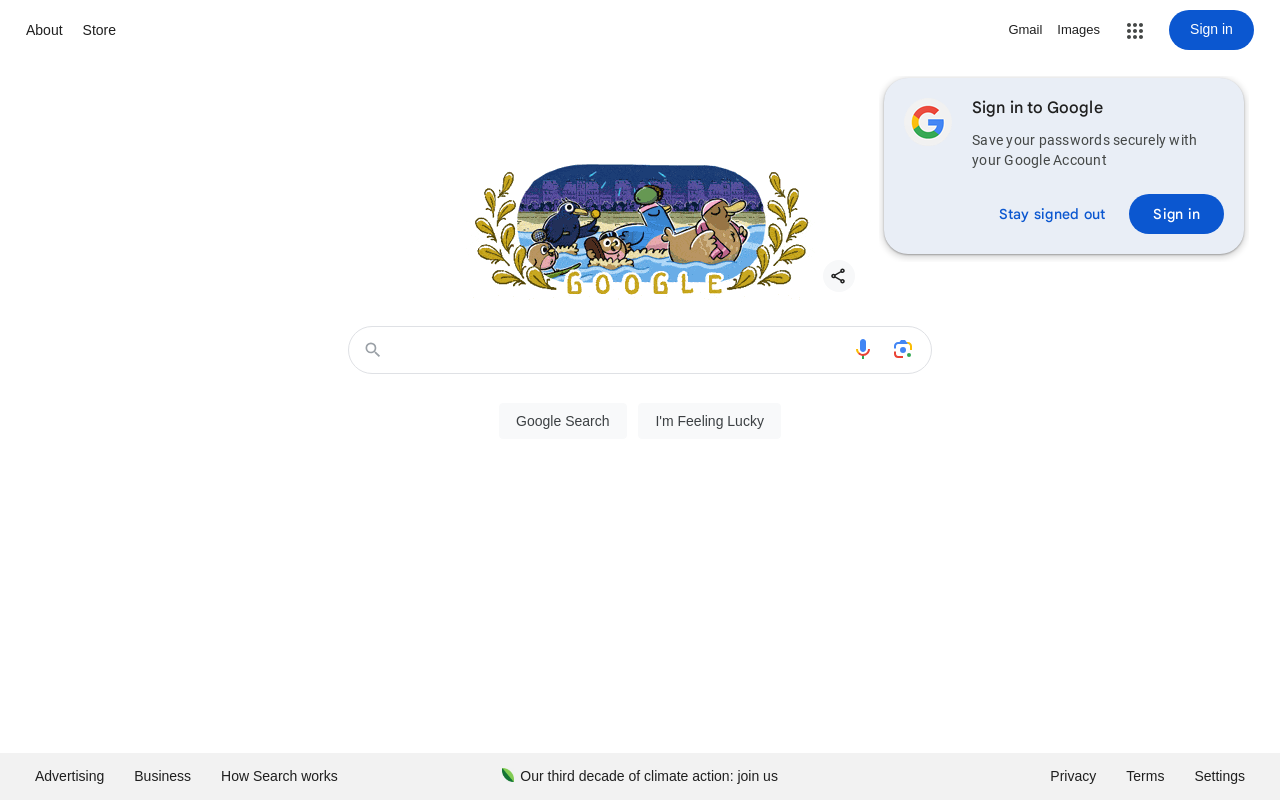 About Store
Gmail Images Sign in
Sign in to Google
Save your passwords securely with
your Google Account
Stay signed out Sign in
GOOGLE
Google Search I'm Feeling Lucky
Advertising Business How Search works Our third decade of climate action: join us Privacy Terms Settings